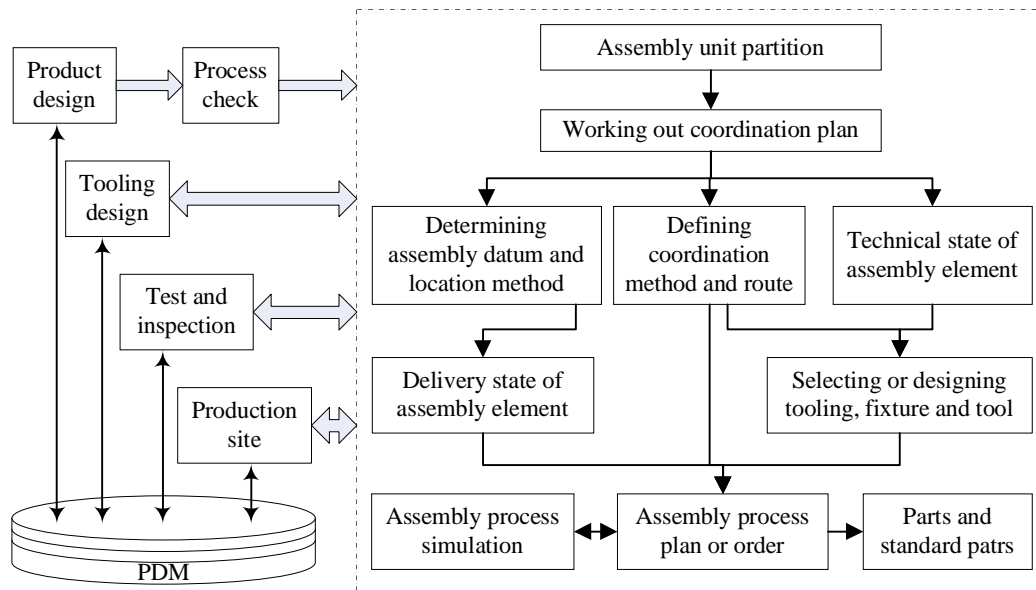 Product
design
Process
check
Tooling
design
Test and
inspection
Production
site
PDM
Assembly unit partition
Working out coordination plan
Determining
assembly datum and
location method
Defining
coordination
method and route
Technical state of
assembly element
Delivery state of
assembly element
Selecting or designing
tooling, fixture and tool
Assembly process
simulation
Assembly process
plan or order
Parts and
standard patrs